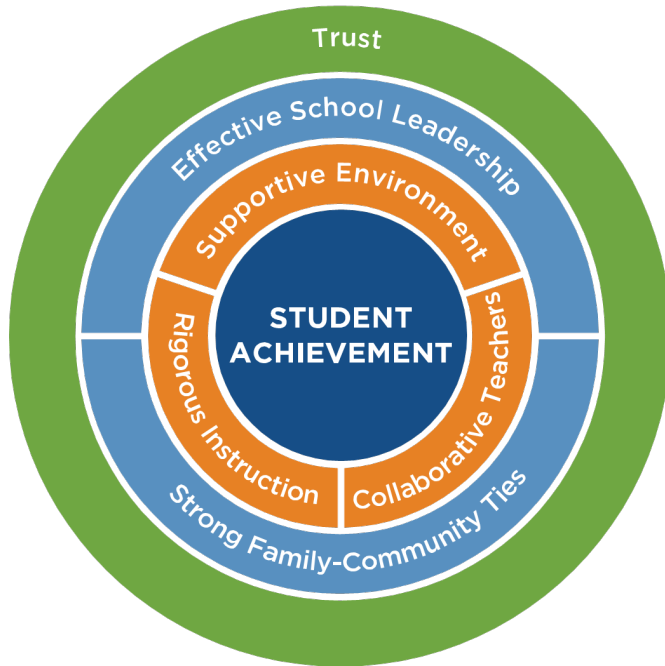 Trust
Effective School Leadership
Supportive Environment
STUDENT
ACHIEVEMENT
Rigorous Instruction
Collaborative Teachers
Strong Family-Community Ties